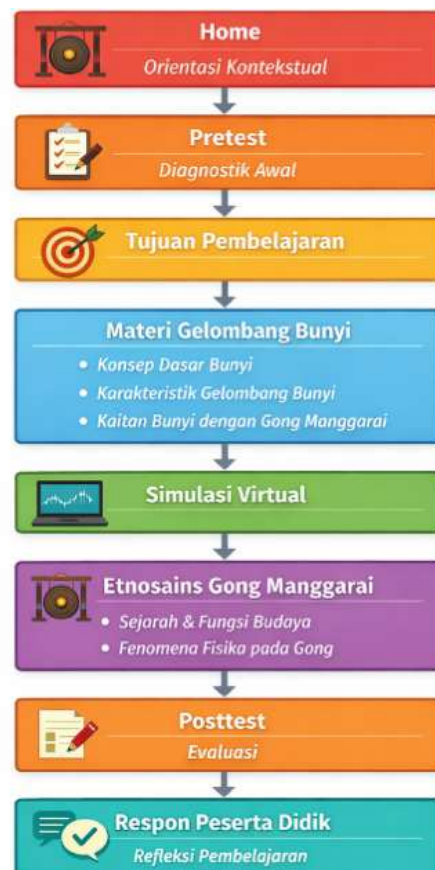 Home
Orientasi Kontekstual
Pretest
Diagnostik Awal
Tujuan Pembelajaran
Materi Gelombang Bunyi
• Konsep Dasar Bunyi
• Karakteristik Gelombang Bunyi
• Kaitan Bunyi dengan Gong Manggarai
Simulasi Virtual
Etnosains Gong Manggarai
• Sejarah & Fungsi Budaya
• Fenomena Fisika pada Gong
Posttest
Evaluasi
Respon Peserta Didik
Refleksi Pembelajaran